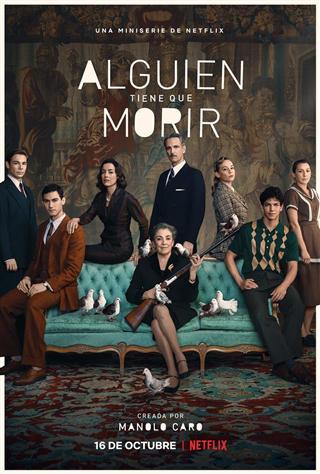 UNA MINISERIE DE NETFLIX
ALGUIEN
TIENE QUE
MORIR
CREADA POR
MANOLO CARO
16 DE OCTUBRE | NETFLIX